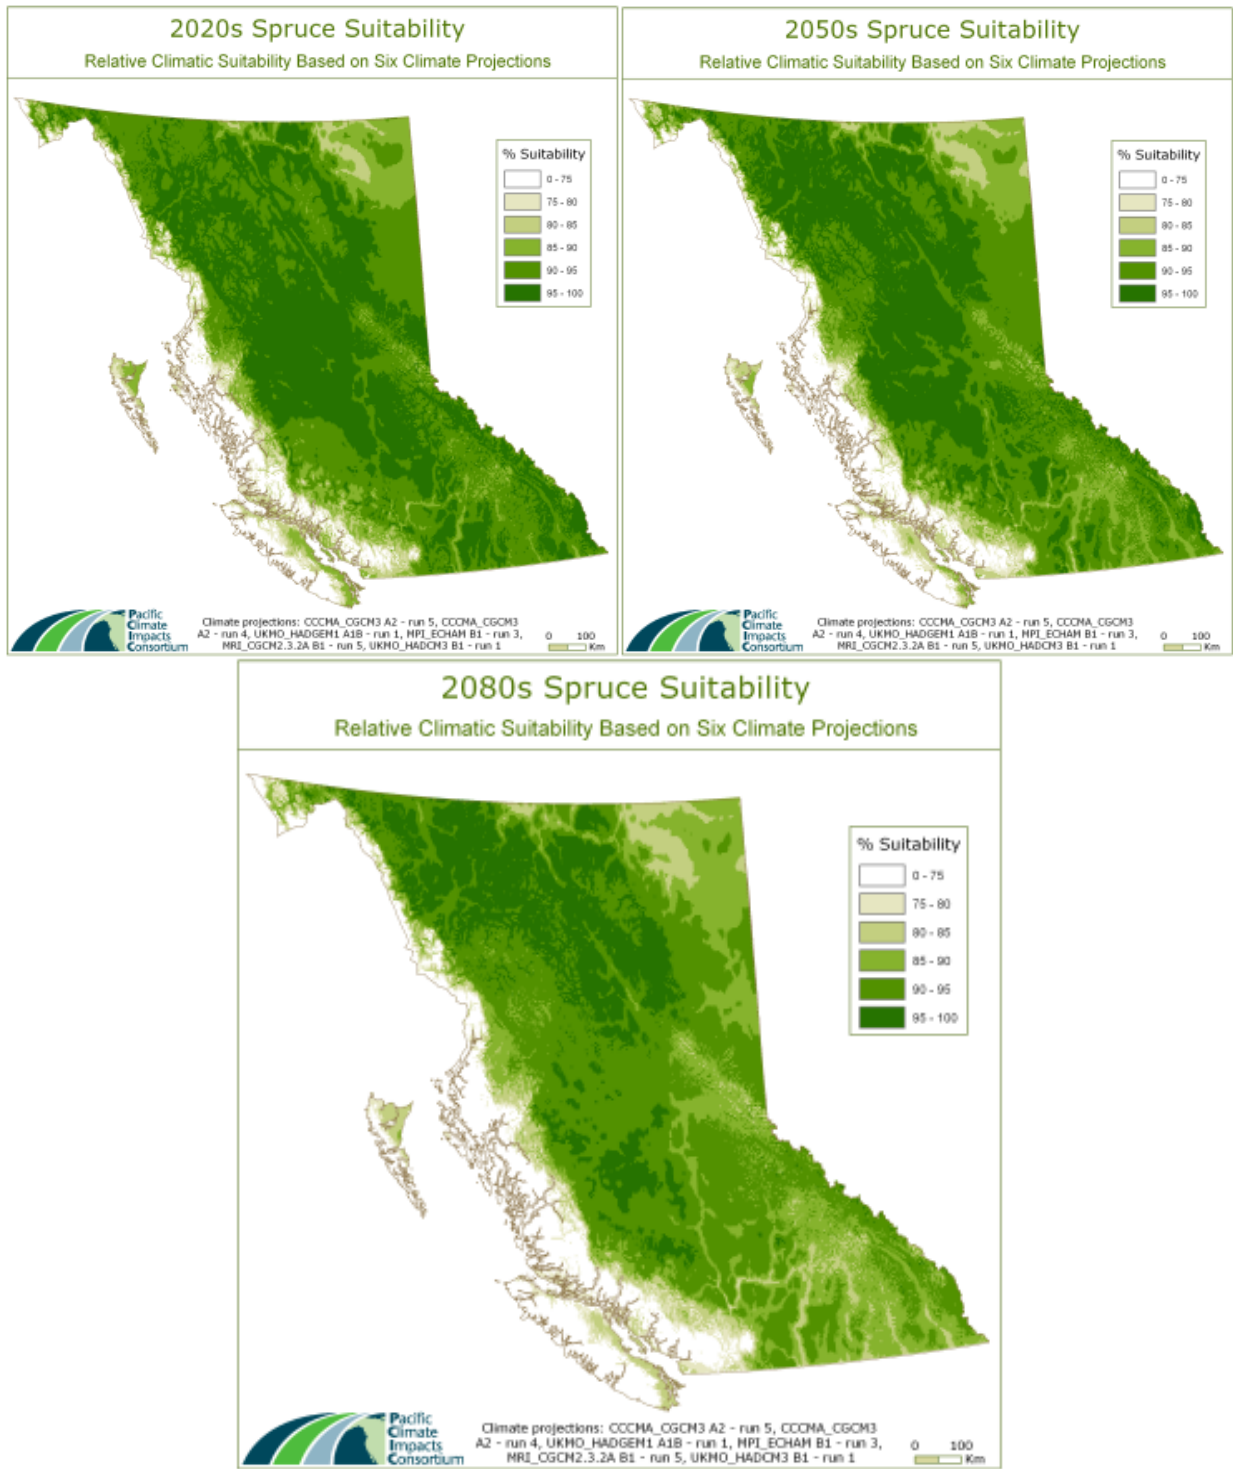 2020s Spruce Suitability
Relative Climatic Suitability Based on Six Climate Projections
% Suitability
0 - 75
75 - 80
80 - 85
85 - 90
90 - 95
95 - 100
Pacific
Climate
Impacts
Consortium
Climate projections: CCCMA_CGCM3 A2 - run 5, CCCMA_CGCM3
A2 - run 4, UKMO_HADGEM1 A1B - run 1, MPI_ECHAM B1 - run 3,
MRI_CGCM2.3.2A B1 - run 5, UKMO_HADCM3 B1 - run 1
0 100
Km
2050s Spruce Suitability
Relative Climatic Suitability Based on Six Climate Projections
% Suitability
0 - 75
75 - 80
80 - 85
85 - 90
90 - 95
95 - 100
Pacific
Climate
Impacts
Consortium
Climate projections: CCCMA_CGCM3 A2 - run 5, CCCMA_CGCM3
A2 - run 4, UKMO_HADGEM1 A1B - run 1, MPI_ECHAM B1 - run 3,
MRI_CGCM2.3.2A B1 - run 5, UKMO_HADCM3 B1 - run 1
0 100
Km
2080s Spruce Suitability
Relative Climatic Suitability Based on Six Climate Projections
% Suitability
0 - 75
75 - 80
80 - 85
85 - 90
90 - 95
95 - 100
Pacific
Climate
Impacts
Consortium
Climate projections: CCCMA_CGCM3 A2 - run 5, CCCMA_CGCM3
A2 - run 4, UKMO_HADGEM1 A1B - run 1, MPI_ECHAM B1 - run 3,
MRI_CGCM2.3.2A B1 - run 5, UKMO_HADCM3 B1 - run 1
0 100
Km